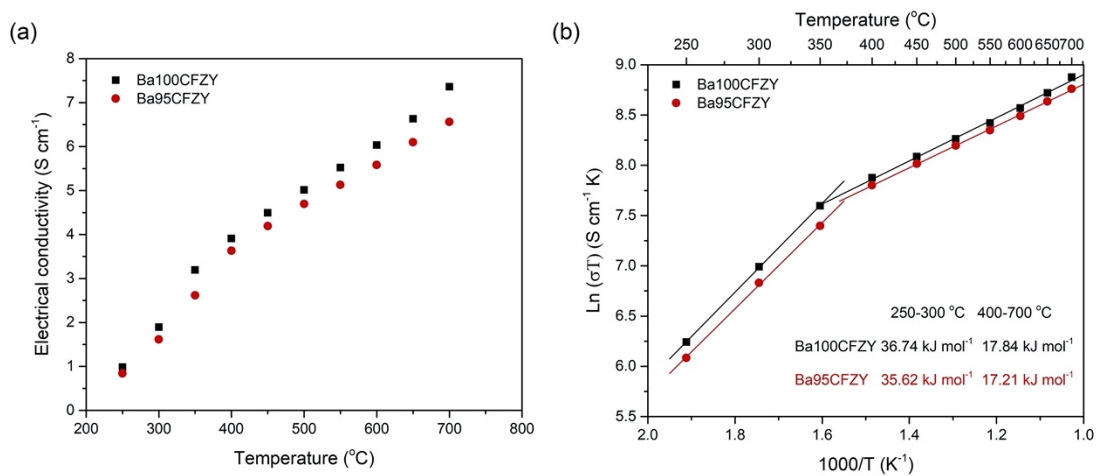 (a)
Electrical conductivity (S cm⁻¹)
8
7
6
5
4
3
2
1
0
Ba100CFZY
Ba95CFZY
100 200 300 400 500 600 700 800
Temperature (°C)
(b)
Temperature (°C)
250 300 350 400 450 500 550 600 650 700
Ln (σT) (S cm⁻¹ K)
9.0
8.5
8.0
7.5
7.0
6.5
6.0
5.5
Ba100CFZY
Ba95CFZY
250-300 °C 400-700 °C
Ba100CFZY 36.74 kJ mol⁻¹ 17.84 kJ mol⁻¹
Ba95CFZY 35.62 kJ mol⁻¹ 17.21 kJ mol⁻¹
2.0 1.8 1.6 1.4 1.2 1.0
1000/T (K⁻¹)